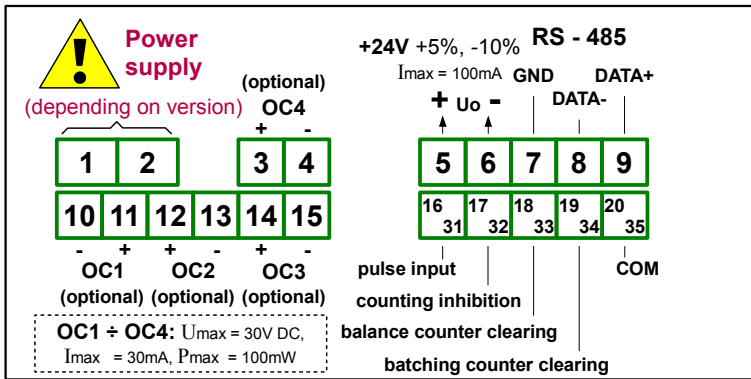 Power
supply
(depending on version)
(optional)
OC4
+ -
+24V +5%, -10% RS - 485
Imax = 100mA GND DATA+
+ Uo - DATA-
1 2 3 4 5 6 7 8 9
10 11 12 13 14 15 16 31 17 32 18 33 19 34 20 35
- + + - + -
OC1 OC2 OC3
(optional) (optional) (optional)
OC1 ÷ OC4: Umax = 30V DC,
Imax = 30mA, Pmax = 100mW
pulse input COM
counting inhibition
balance counter clearing
batching counter clearing